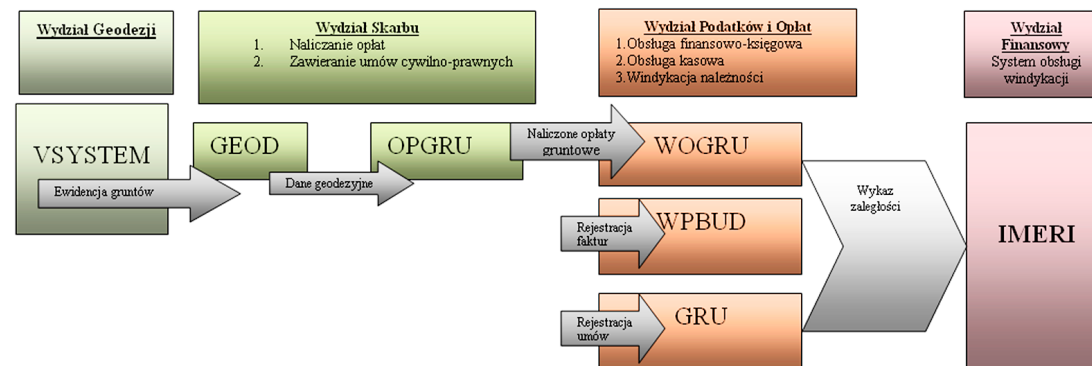 Wydział Geodezji
Wydział Skarbu
1. Naliczanie opłat
2. Zawieranie umów cywilno-prawnych
Wydział Podatków i Opłat
1.Obsługa finansowo-księgowa
2.Obsługa kasowa
3.Windykacja należności
Wydział
Finansowy
System obsługi
windykacji
VSYSTEM
Ewidencja gruntów
GEOD
Dane geodezyjne
OPGRU
Naliczone opłaty
gruntowe
WOGRU
Rejestracja
faktur
WPBUD
Rejestracja
umów
GRU
Wykaz
zaległości
IMERI